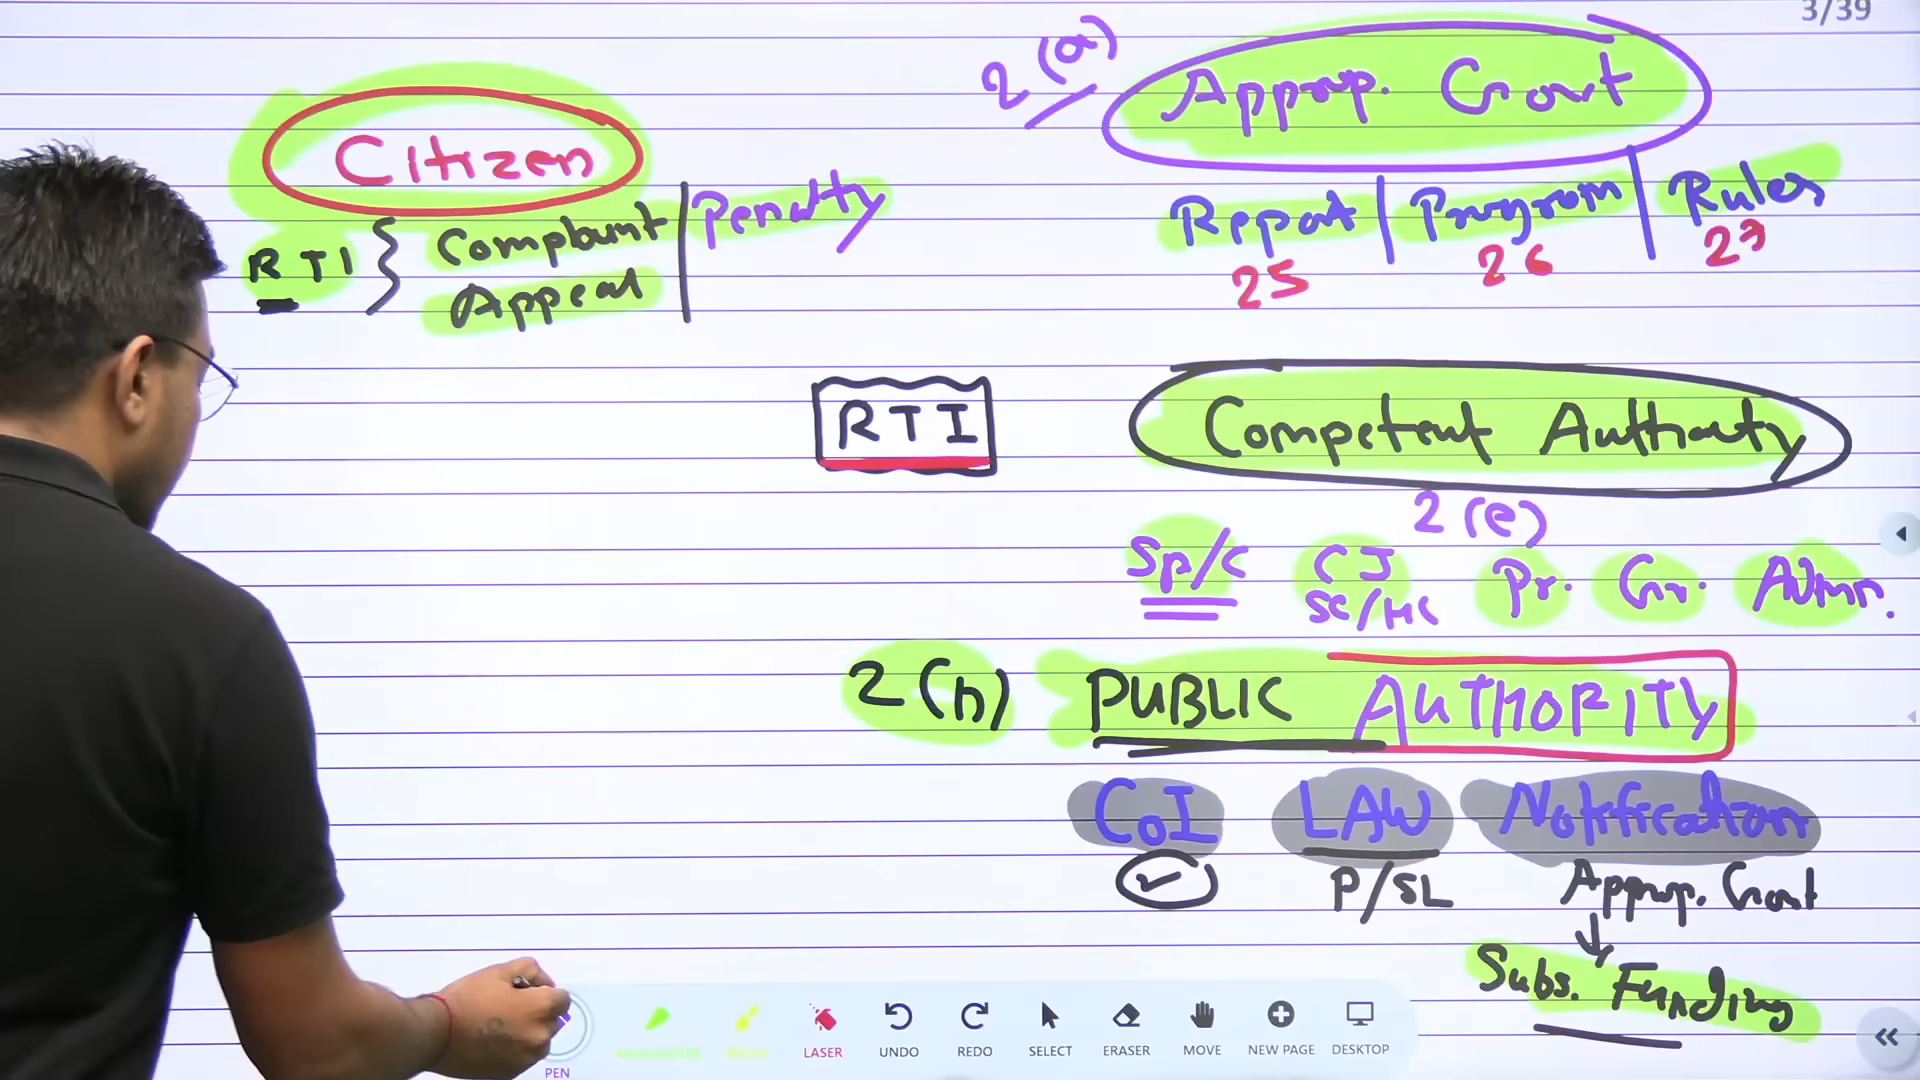 3/39
2(a) Approp. Govt
Citizen
RTI } Complaint | Penalty
Appeal
Report | Program | Rules
25 26 27
RTI
Competent Authority
2(e)
Sp/C CJ SC/HC Pr. Gr. Admn.
2(h) PUBLIC AUTHORITY
CoI LAW Notification
P/SL Approp. Govt
Subs. Funding
LASER UNDO REDO SELECT ERASER MOVE NEW PAGE DESKTOP
PEN